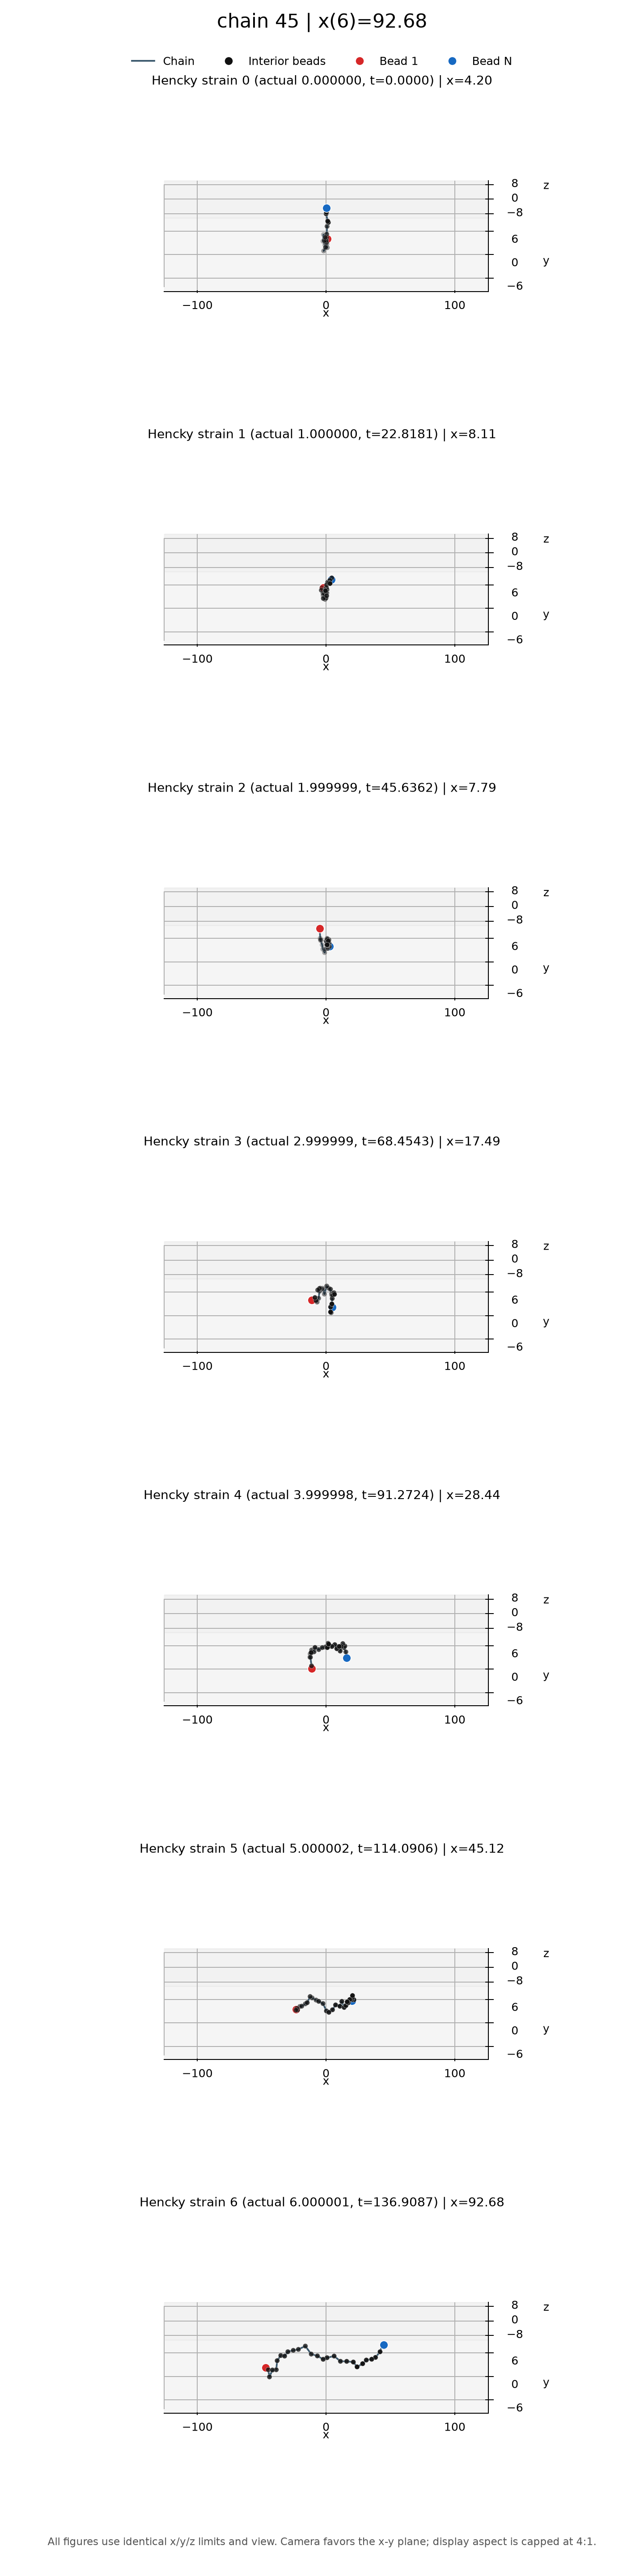 chain 45 | x(6)=92.68
Chain Interior beads Bead 1 Bead N
Hencky strain 0 (actual 0.000000, t=0.0000) | x=4.20
8 z
0
−8
6
0 y
−6
−100 0 100
x
Hencky strain 1 (actual 1.000000, t=22.8181) | x=8.11
8 z
0
−8
6
0 y
−6
−100 0 100
x
Hencky strain 2 (actual 1.999999, t=45.6362) | x=7.79
8 z
0
−8
6
0 y
−6
−100 0 100
x
Hencky strain 3 (actual 2.999999, t=68.4543) | x=17.49
8 z
0
−8
6
0 y
−6
−100 0 100
x
Hencky strain 4 (actual 3.999998, t=91.2724) | x=28.44
8 z
0
−8
6
0 y
−6
−100 0 100
x
Hencky strain 5 (actual 5.000002, t=114.0906) | x=45.12
8 z
0
−8
6
0 y
−6
−100 0 100
x
Hencky strain 6 (actual 6.000001, t=136.9087) | x=92.68
8 z
0
−8
6
0 y
−6
−100 0 100
x
All figures use identical x/y/z limits and view. Camera favors the x-y plane; display aspect is capped at 4:1.